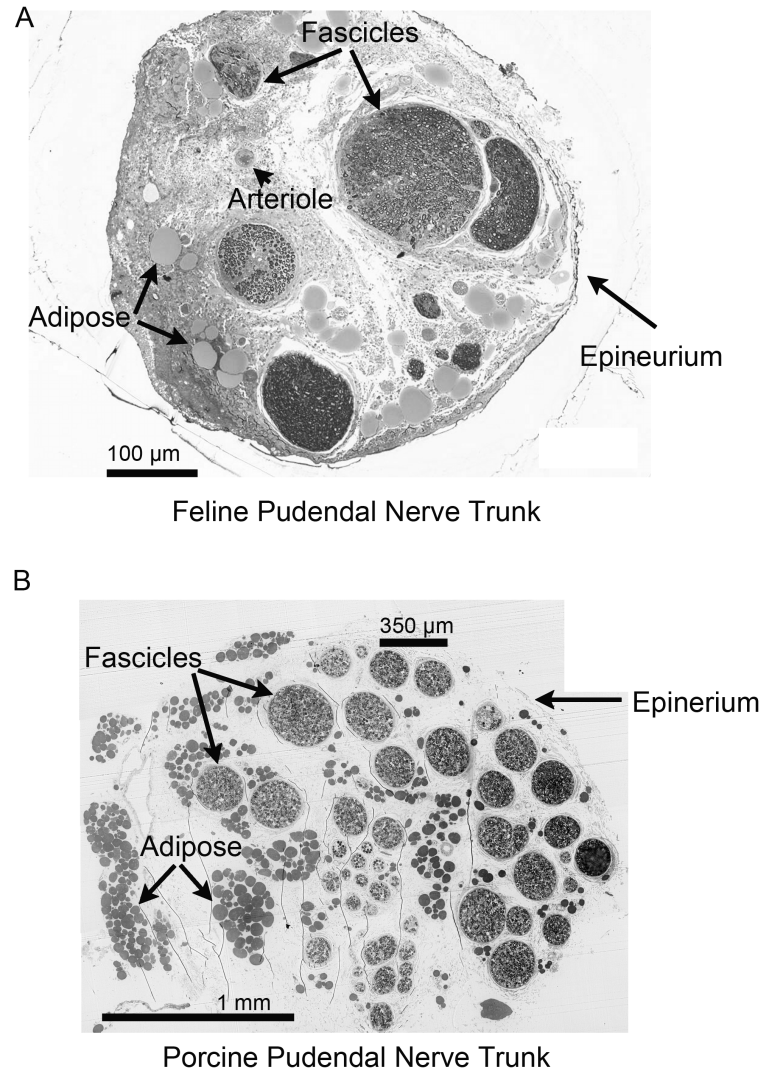 A
Fascicles
Arteriole
Adipose
Epineurium
100 µm
Feline Pudendal Nerve Trunk
B
350 µm
Fascicles
Epinerium
Adipose
1 mm
Porcine Pudendal Nerve Trunk